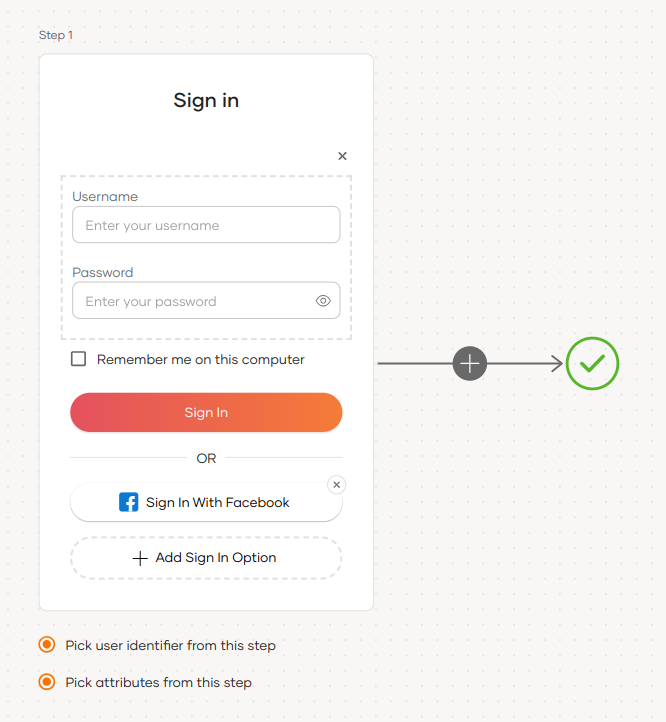 Step 1
Sign in
Username
Enter your username
Password
Enter your password
Remember me on this computer
Sign In
OR
Sign In With Facebook
Add Sign In Option
Pick user identifier from this step
Pick attributes from this step